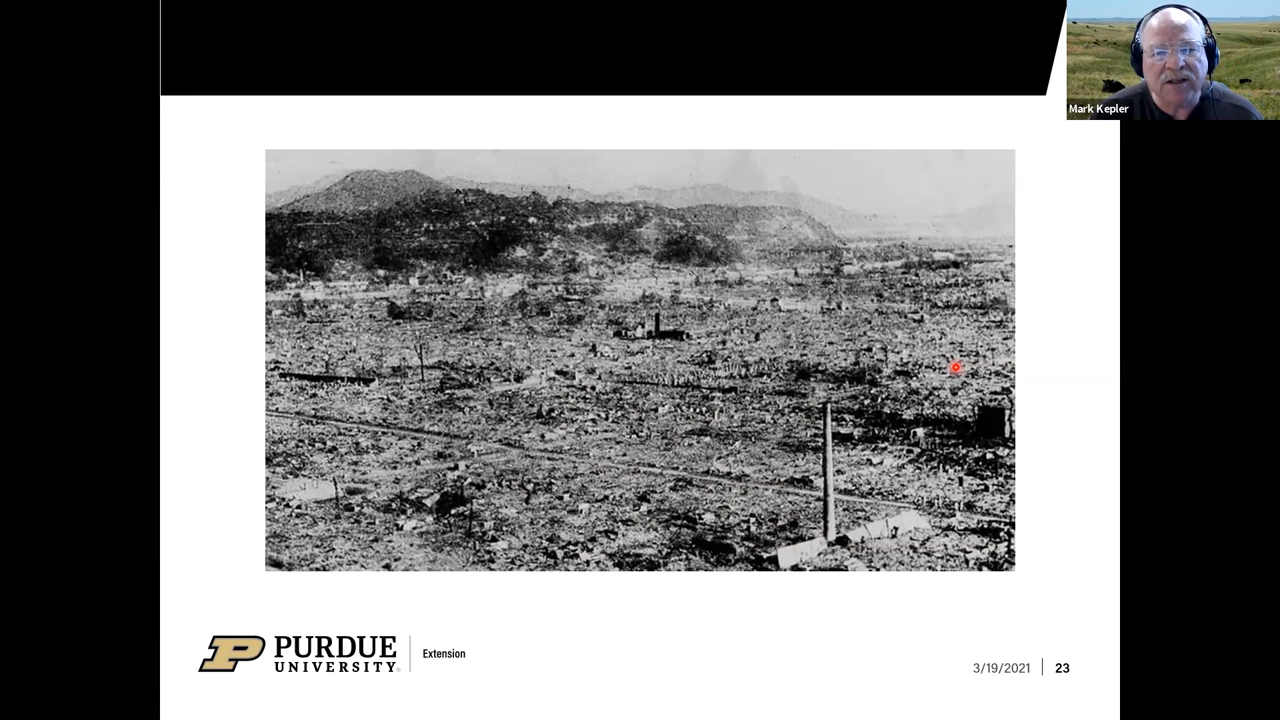 Mark Kepler
PURDUE
UNIVERSITY®
Extension
3/19/2021
23